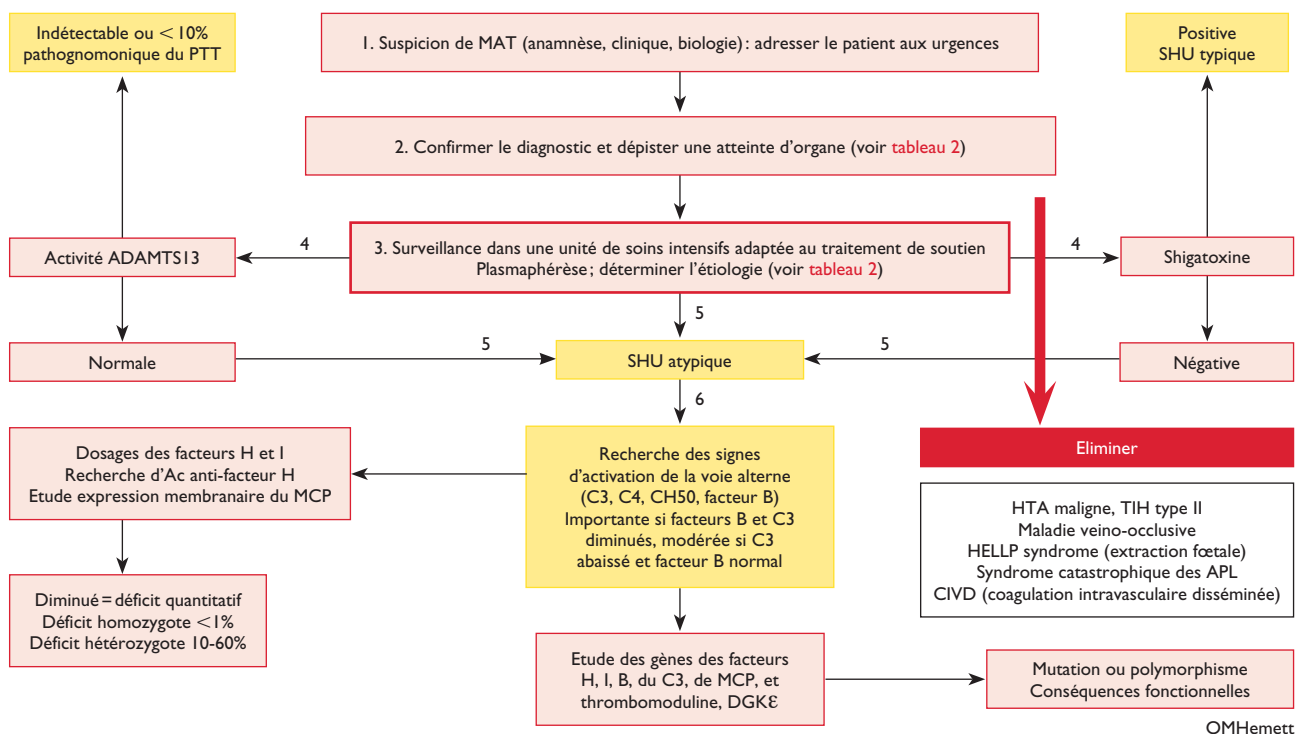 Indétectable ou < 10%
pathognomonique du PTT
1. Suspicion de MAT (anamnèse, clinique, biologie) : adresser le patient aux urgences
Positive
SHU typique
2. Confirmer le diagnostic et dépister une atteinte d'organe (voir tableau 2)
Activité ADAMTS13
4
3. Surveillance dans une unité de soins intensifs adaptée au traitement de soutien
Plasmaphérèse ; déterminer l'étiologie (voir tableau 2)
4
Shigatoxine
5
Normale
5
SHU atypique
5
Négative
6
Dosages des facteurs H et I
Recherche d'Ac anti-facteur H
Etude expression membranaire du MCP
Recherche des signes
d'activation de la voie alterne
(C3, C4, CH50, facteur B)
Importante si facteurs B et C3
diminués, modérée si C3
abaissé et facteur B normal
Eliminer
HTA maligne, TIH type II
Maladie veino-occlusive
HELLP syndrome (extraction fœtale)
Syndrome catastrophique des APL
CIVD (coagulation intravasculaire disséminée)
Diminué = déficit quantitatif
Déficit homozygote <1%
Déficit hétérozygote 10-60%
Etude des gènes des facteurs
H, I, B, du C3, de MCP, et
thrombomoduline, DGKƐ
Mutation ou polymorphisme
Conséquences fonctionnelles
OMHemett